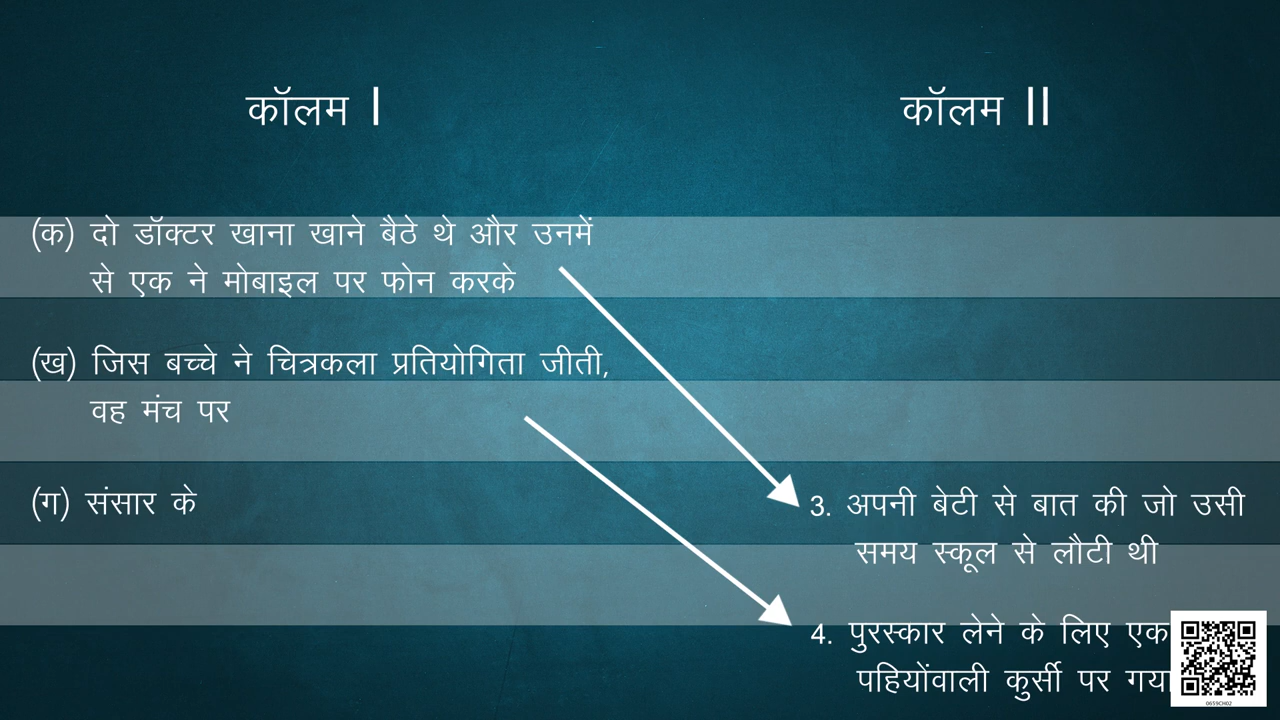 कॉलम I
कॉलम II
(क) दो डॉक्टर खाना खाने बैठे थे और उनमें
से एक ने मोबाइल पर फोन करके
(ख) जिस बच्चे ने चित्रकला प्रतियोगिता जीती,
वह मंच पर
(ग) संसार के
3. अपनी बेटी से बात की जो उसी
समय स्कूल से लौटी थी
4. पुरस्कार लेने के लिए एक
पहियोंवाली कुर्सी पर गया
0659CH02